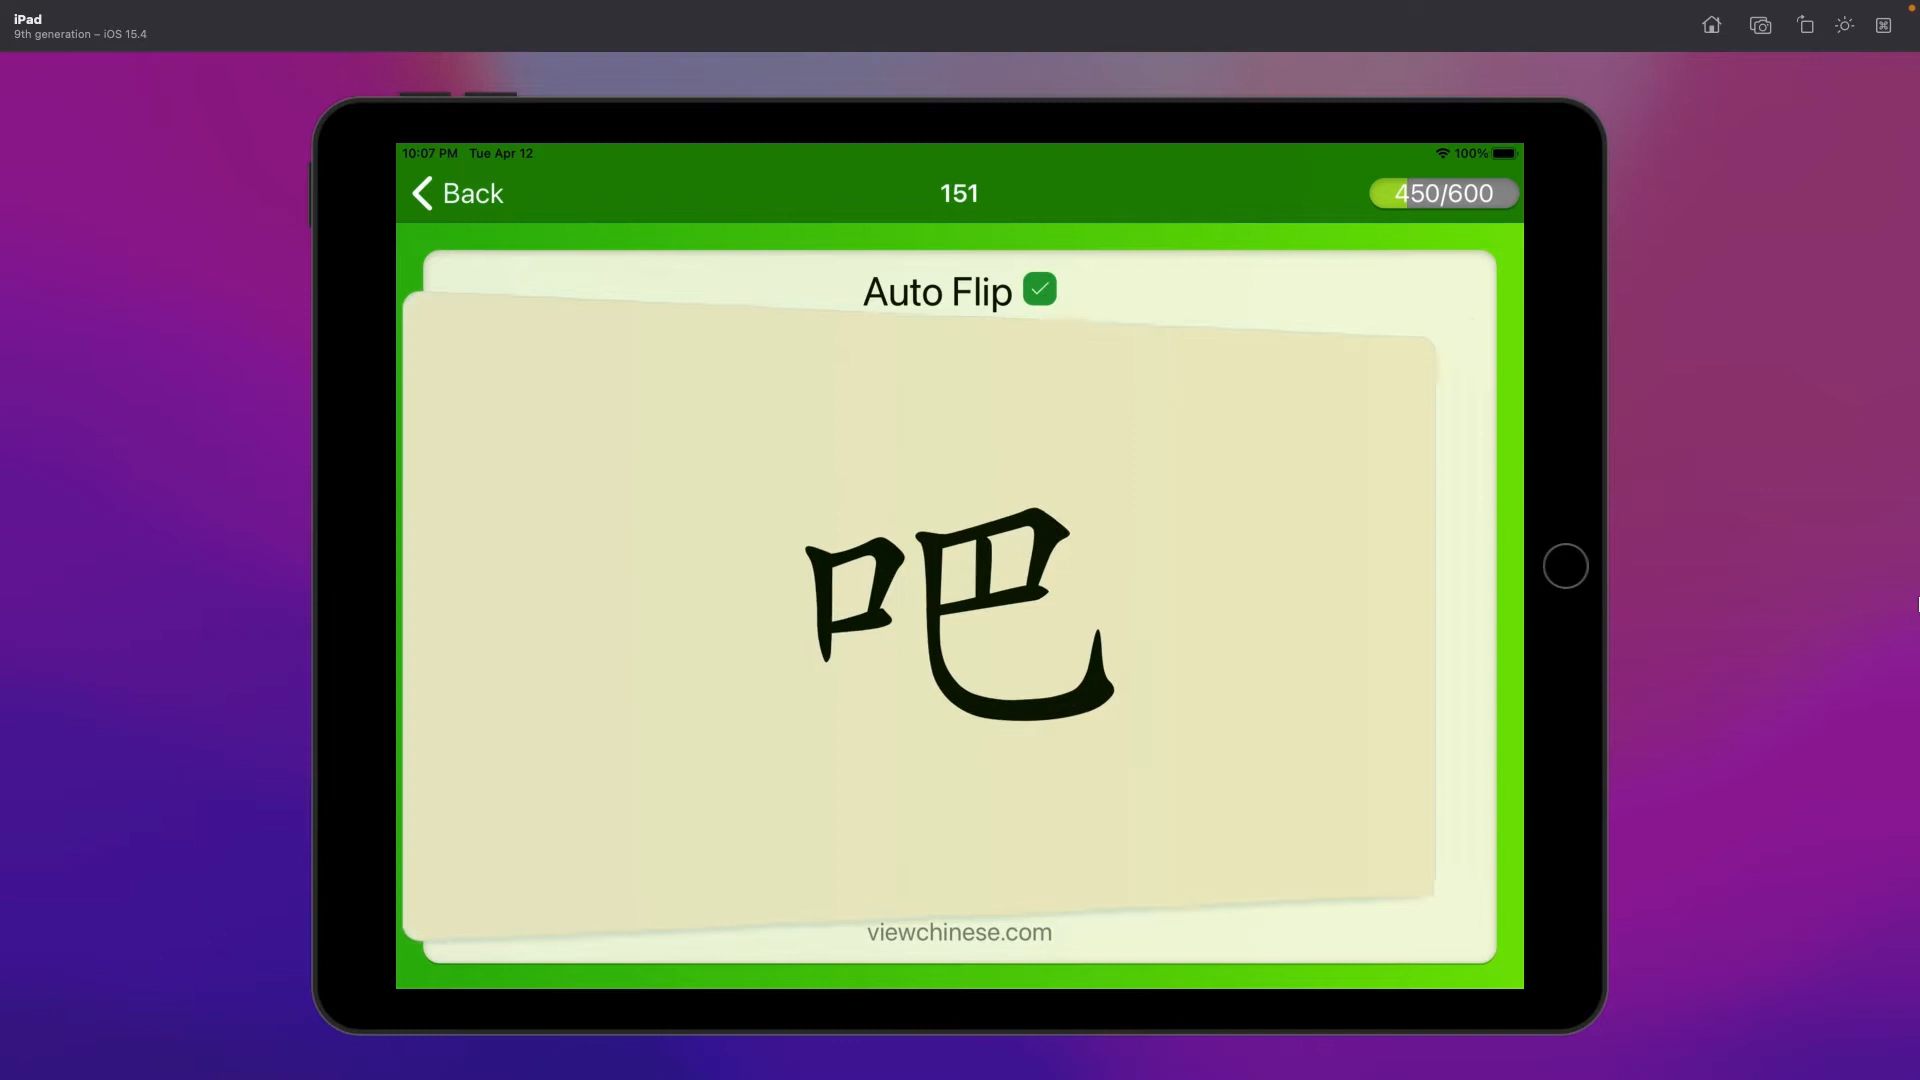 iPad
9th generation – iOS 15.4
10:07 PM Tue Apr 12
100%
Back
151
450/600
Auto Flip
吧
viewchinese.com